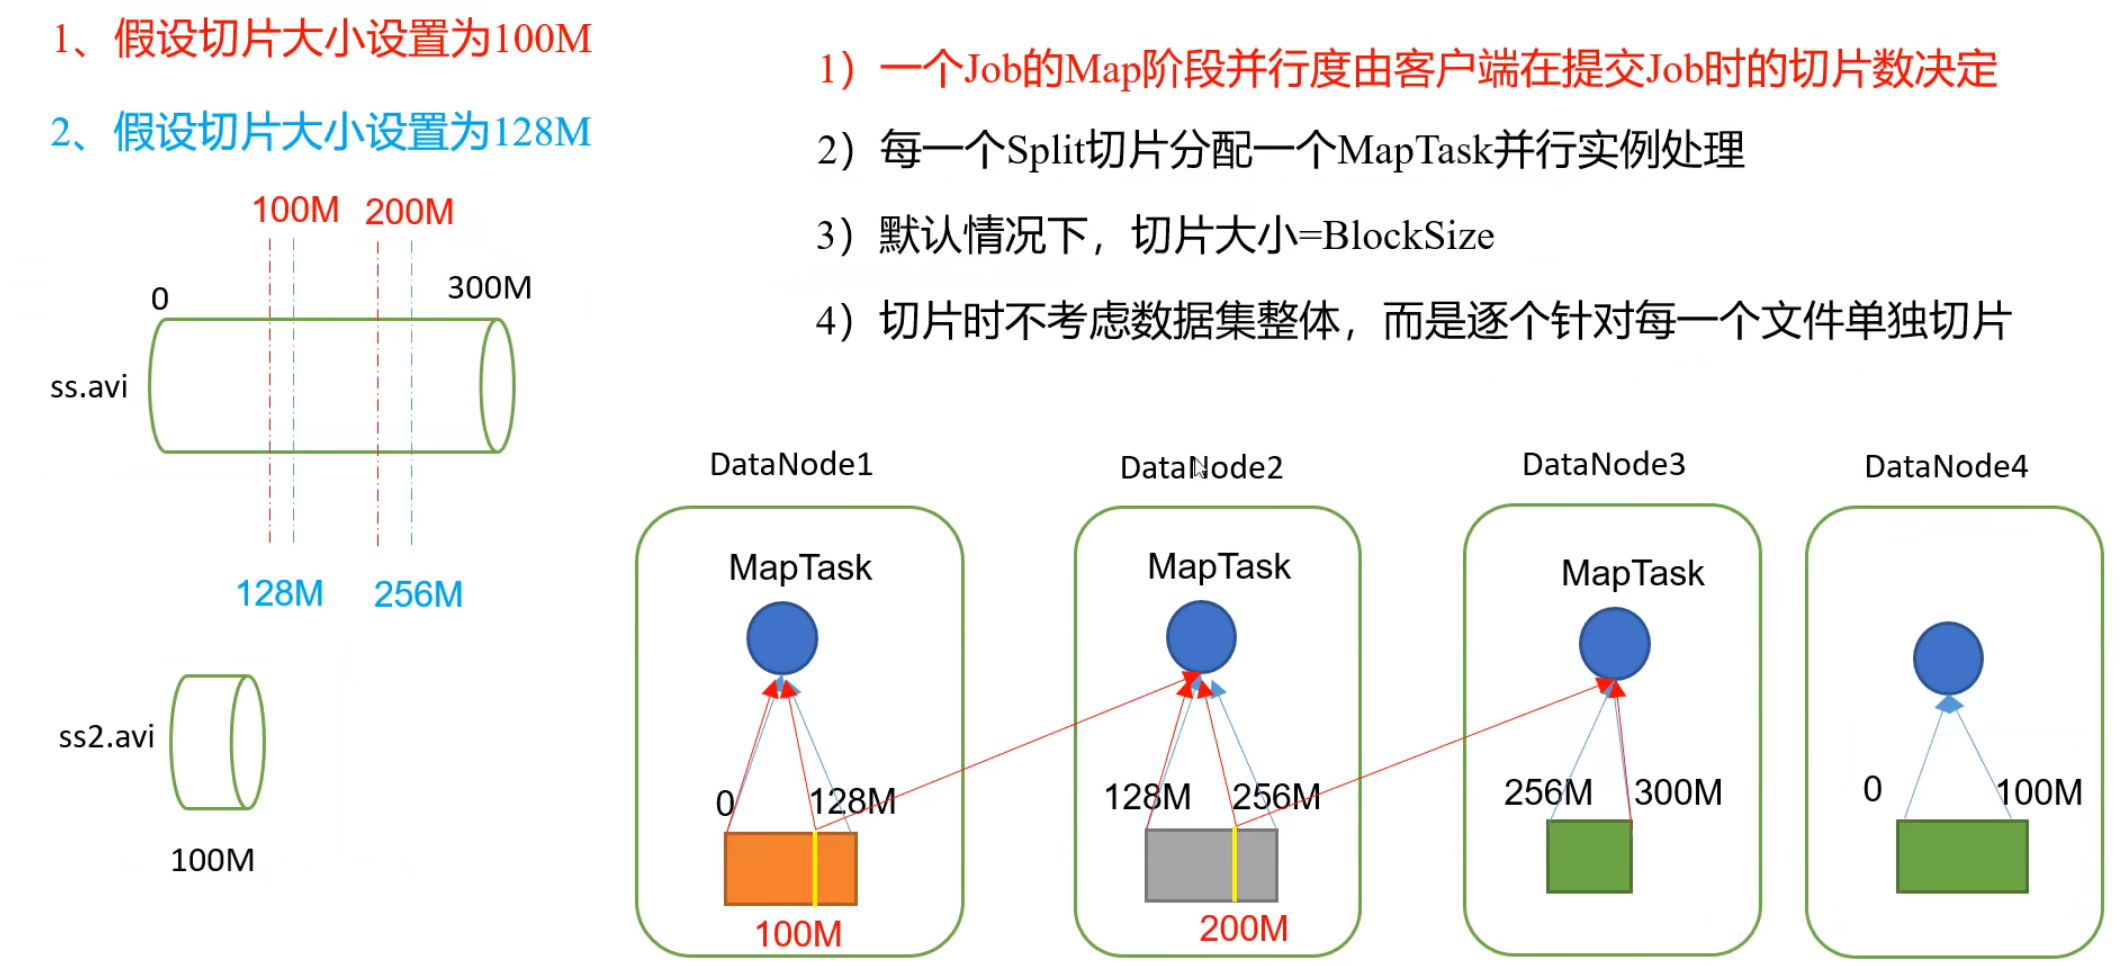 1、假设切片大小设置为100M
2、假设切片大小设置为128M
1）一个Job的Map阶段并行度由客户端在提交Job时的切片数决定
2）每一个Split切片分配一个MapTask并行实例处理
3）默认情况下，切片大小=BlockSize
4）切片时不考虑数据集整体，而是逐个针对每一个文件单独切片
100M 200M
0 300M
ss.avi
128M 256M
ss2.avi
100M
DataNode1 DataNode2 DataNode3 DataNode4
MapTask MapTask MapTask
0 128M 128M 256M 256M 300M 0 100M
100M 200M